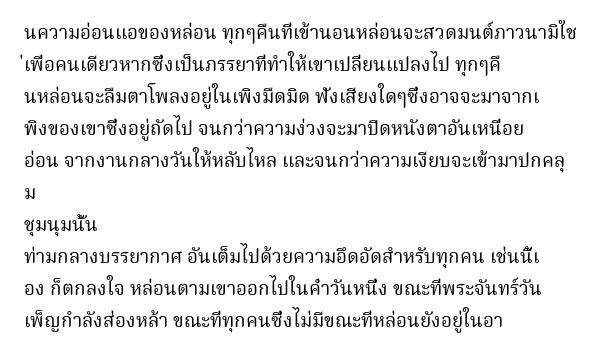 นความอ่อนแอของหล่อน ทุกๆคืนที่เข้านอนหล่อนจะสวดมนต์ภาวนามิใช
่เพื่อคนเดียวหากซึ่งเป็นภรรยาที่ทำให้เขาเปลี่ยนแปลงไป ทุกๆคื
นหล่อนจะลืมตาโพลงอยู่ในเพิงมืดมิด ฟังเสียงใดๆซึ่งอาจจะมาจากเ
พิงของเขาซึ่งอยู่ถัดไป จนกว่าความง่วงจะมาปิดหนังตาอันเหนื่อย
อ่อน จากงานกลางวันให้หลับไหล และจนกว่าความเงียบจะเข้ามาปกคลุ
ม
ชุมนุมนั้น
ท่ามกลางบรรยากาศ อันเต็มไปด้วยความอึดอัดสำหรับทุกคน เช่นนี้เ
อง ก็ตกลงใจ หล่อนตามเขาออกไปในค่ำวันหนึ่ง ขณะที่พระจันทร์วัน
เพ็ญกำลังส่องหล้า ขณะที่ทุกคนซึ่งไม่มีขณะที่หล่อนยังอยู่ในอา